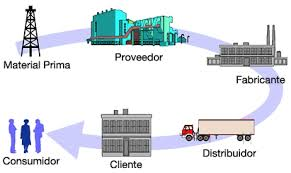 Material Prima
Proveedor
Fabricante
Distribuidor
Cliente
Consumidor